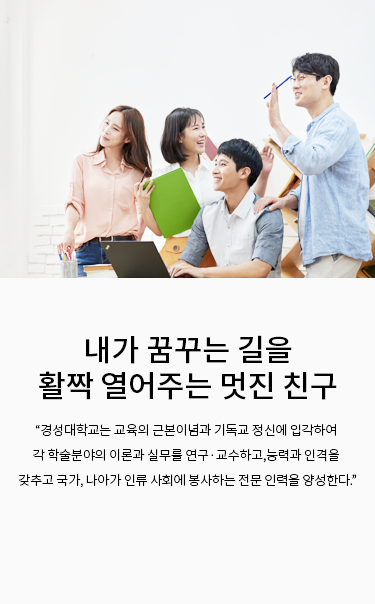 내가 꿈꾸는 길을
활짝 열어주는 멋진 친구
“경성대학교는 교육의 근본이념과 기독교 정신에 입각하여
각 학술분야의 이론과 실무를 연구·교수하고,능력과 인격을
갖추고 국가, 나아가 인류 사회에 봉사하는 전문 인력을 양성한다.”